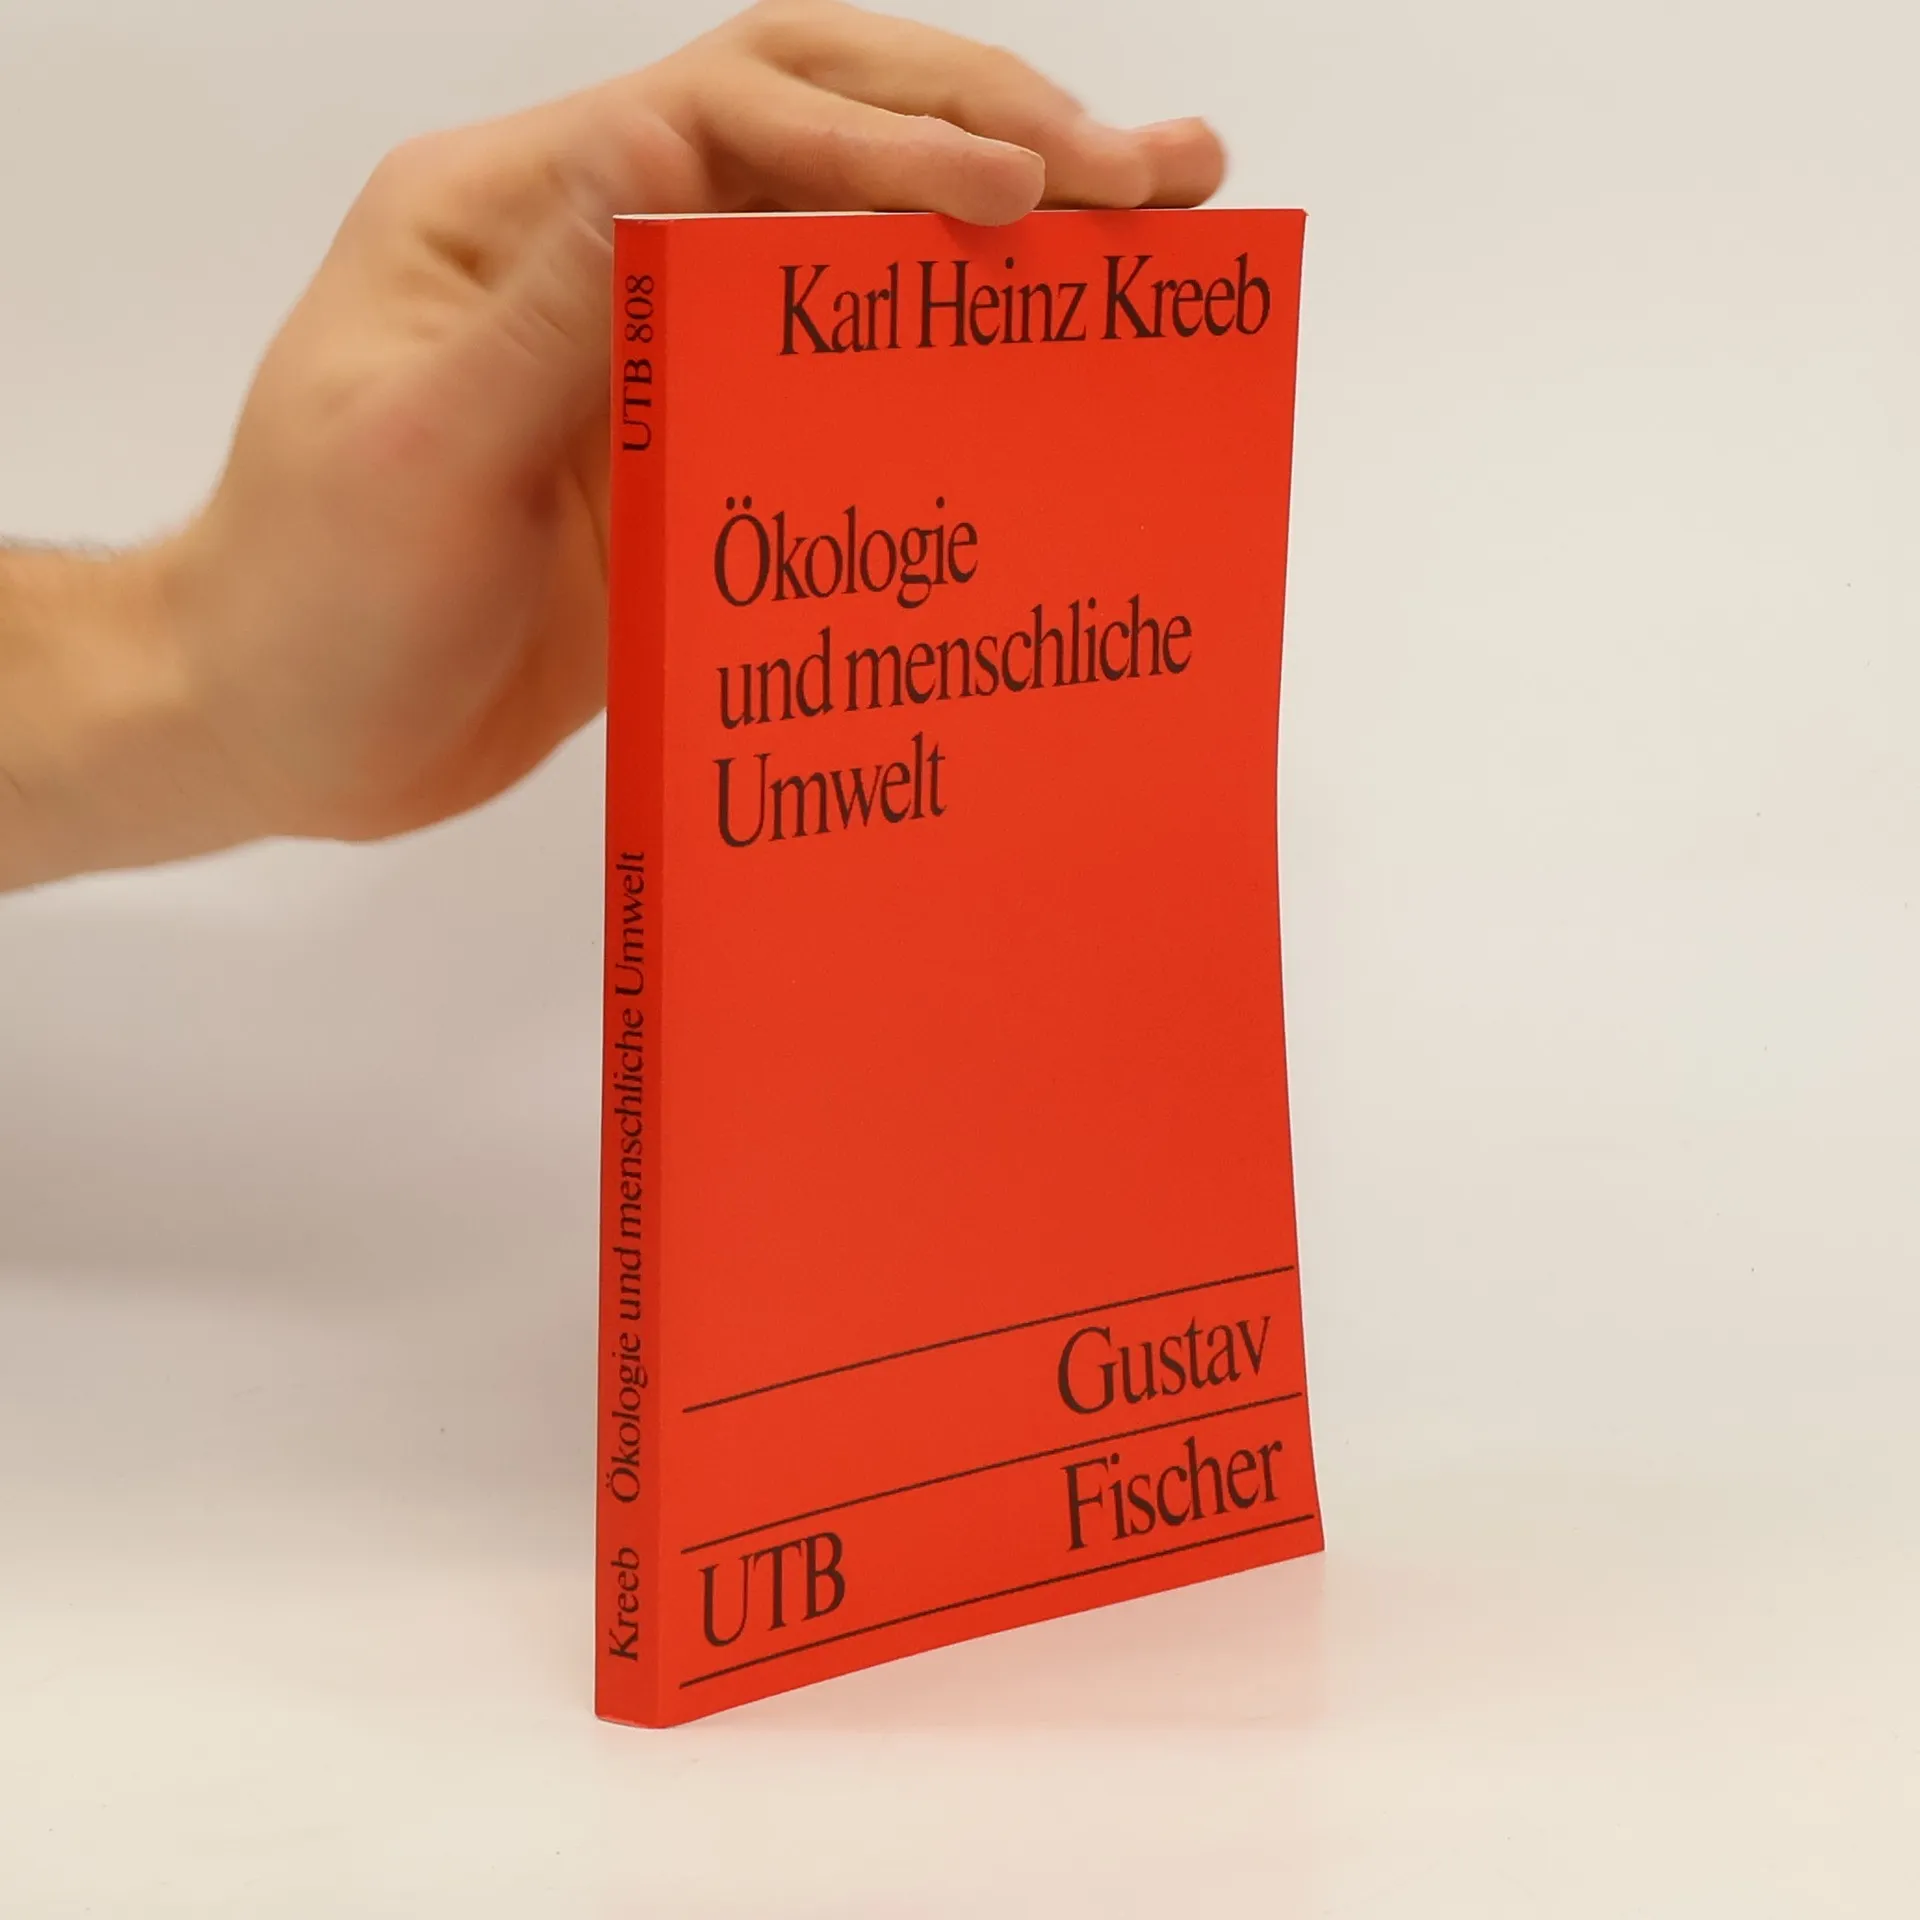 Karl Heinz Kreeb
Ökologie
und menschliche
Umwelt
Gustav
Fischer
UTB
Kreeb Ökologie und menschliche Umwelt UTB 808